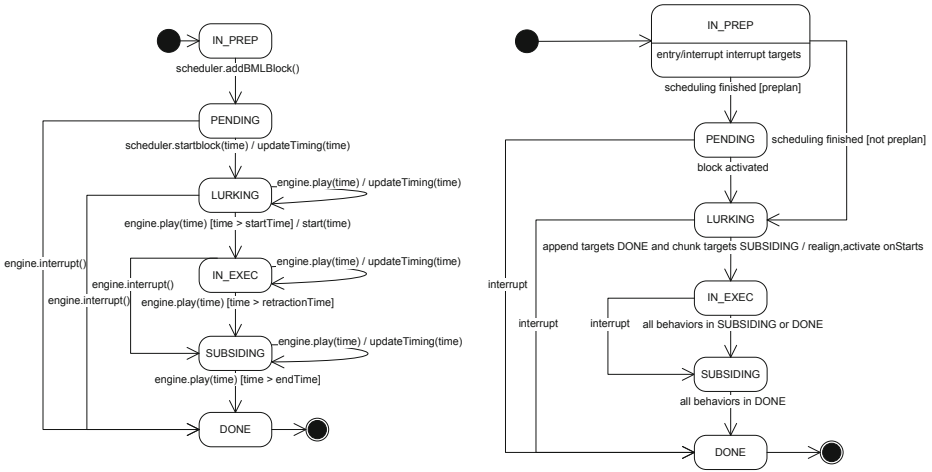 IN_PREP
scheduler.addBMLBlock()
PENDING
scheduler.startblock(time) / updateTiming(time)
engine.play(time) / updateTiming(time)
LURKING
engine.play(time) [time > startTime] / start(time)
engine.interrupt()
engine.play(time) / updateTiming(time)
IN_EXEC
engine.interrupt()
engine.interrupt()
engine.play(time) [time > retractionTime]
engine.play(time) / updateTiming(time)
SUBSIDING
engine.play(time) [time > endTime]
DONE
IN_PREP
entry/interrupt interrupt targets
scheduling finished [preplan]
PENDING
scheduling finished [not preplan]
block activated
LURKING
append targets DONE and chunk targets SUBSIDING / realign,activate onStarts
interrupt
IN_EXEC
interrupt
interrupt
all behaviors in SUBSIDING or DONE
SUBSIDING
all behaviors in DONE
DONE